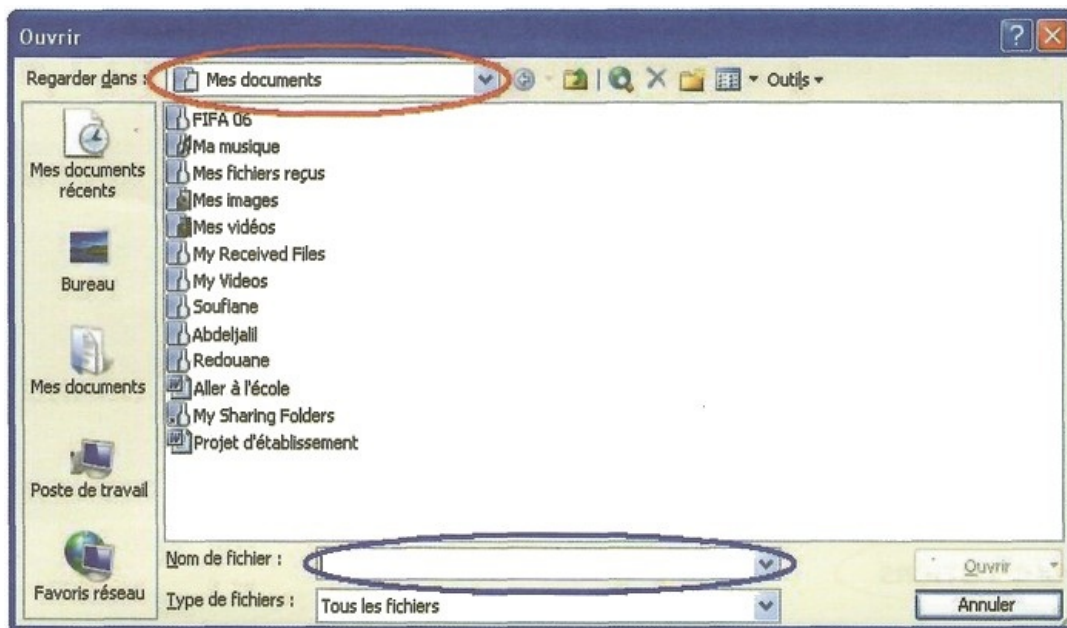 Ouvrir
Regarder dans :
Mes documents
Outils
Mes documents
récents
Bureau
Mes documents
Poste de travail
Favoris réseau
FIFA 06
Ma musique
Mes fichiers reçus
Mes images
Mes vidéos
My Received Files
My Videos
Soufiane
Abdeljalil
Redouane
Aller à l'école
My Sharing Folders
Projet d'établissement
Nom de fichier :
Ouvrir
Type de fichiers :
Tous les fichiers
Annuler